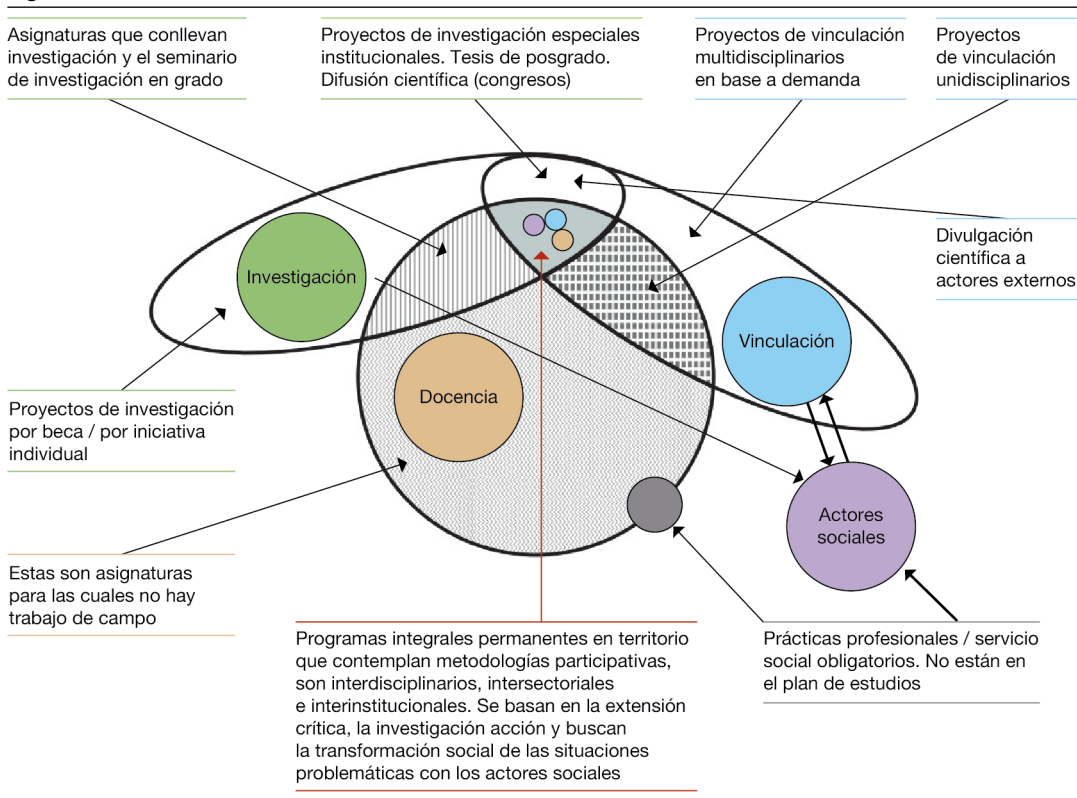 Asignaturas que conllevan
investigación y el seminario
de investigación en grado
Proyectos de investigación especiales
institucionales. Tesis de posgrado.
Difusión científica (congresos)
Proyectos de vinculación
multidisciplinarios
en base a demanda
Proyectos
de vinculación
unidisciplinarios
Divulgación
científica a
actores externos
Investigación
Vinculación
Docencia
Proyectos de investigación
por beca / por iniciativa
individual
Actores
sociales
Estas son asignaturas
para las cuales no hay
trabajo de campo
Programas integrales permanentes en territorio
que contemplan metodologías participativas,
son interdisciplinarios, intersectoriales
e interinstitucionales. Se basan en la extensión
crítica, la investigación acción y buscan
la transformación social de las situaciones
problemáticas con los actores sociales
Prácticas profesionales / servicio
social obligatorios. No están en
el plan de estudios